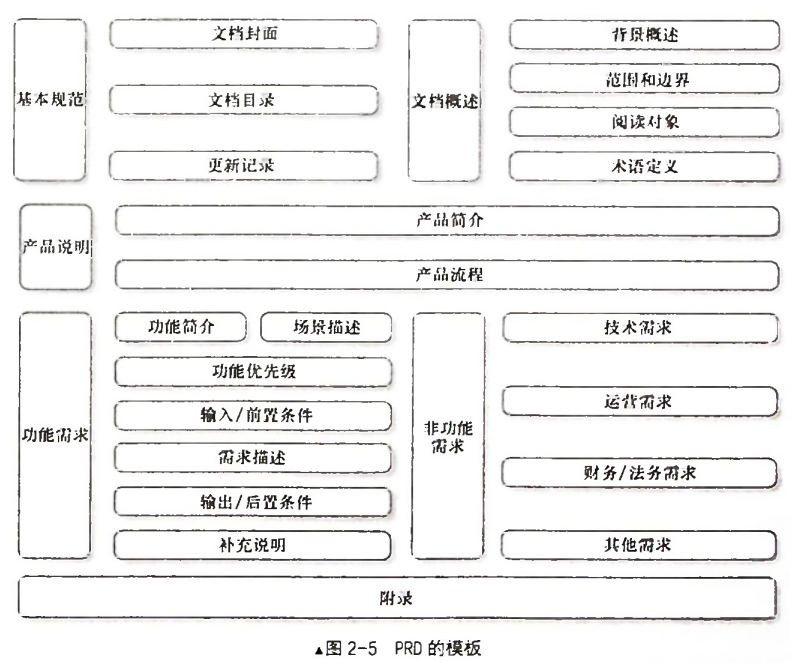 基本规范
文档封面
文档目录
更新记录
文档概述
背景概述
范围和边界
阅读对象
术语定义
产品说明
产品简介
产品流程
功能需求
功能简介
场景描述
功能优先级
输入/前置条件
需求描述
输出/后置条件
补充说明
非功能
需求
技术需求
运营需求
财务/法务需求
其他需求
附录
▲图2-5 PRD的模板